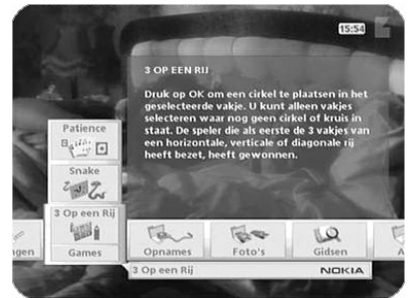 15:54
3 OP EEN RIJ
Druk op OK om een cirkel te plaatsen in het
geselecteerde vakje. U kunt alleen vakjes
selecteren waar nog geen cirkel of kruis in
staat. De speler die als eerste de 3 vakjes van
een horizontale, verticale of diagonale rij
heeft bezet, heeft gewonnen.
Patience
Snake
3 Op een Rij
gen
Games
Opnames
Foto's
Gidsen
A
3 Op een Rij
NOKIA